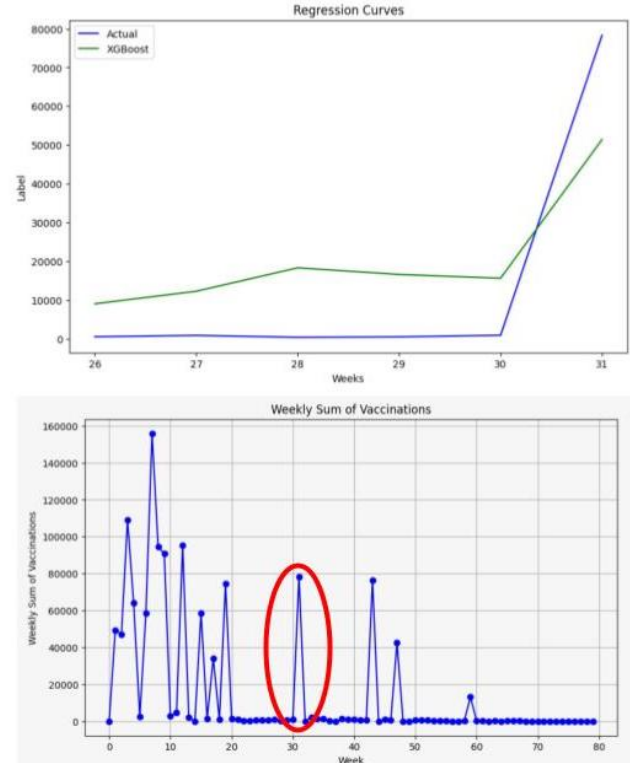 Regression Curves
Actual
XGBoost
80000
70000
60000
50000
40000
30000
20000
10000
0
Label
26 27 28 29 30 31
Weeks
Weekly Sum of Vaccinations
160000
140000
120000
100000
80000
60000
40000
20000
0
Weekly Sum of Vaccinations
0 10 20 30 40 50 60 70 80
Week